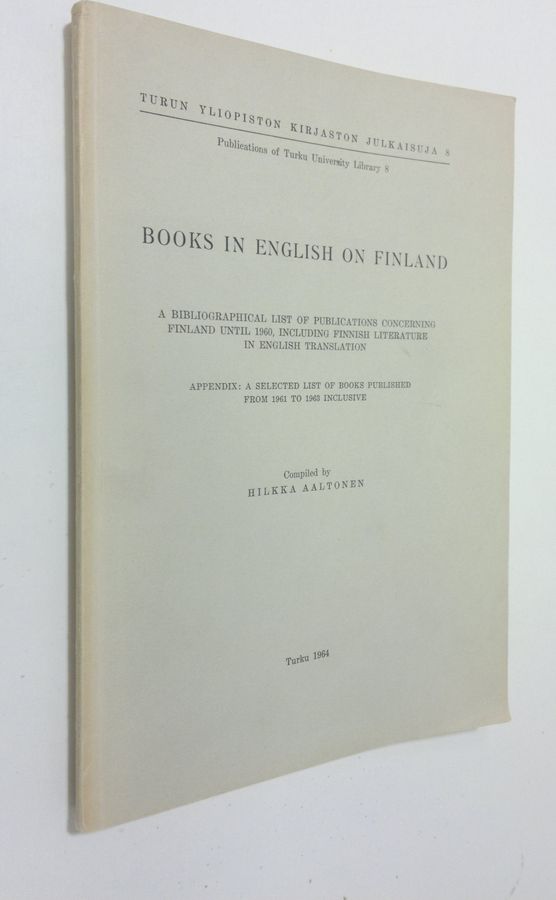 TURUN YLIOPISTON KIRJASTON JULKAISUJA 8
Publications of Turku University Library 8
BOOKS IN ENGLISH ON FINLAND
A BIBLIOGRAPHICAL LIST OF PUBLICATIONS CONCERNING
FINLAND UNTIL 1960, INCLUDING FINNISH LITERATURE
IN ENGLISH TRANSLATION
APPENDIX: A SELECTED LIST OF BOOKS PUBLISHED
FROM 1961 TO 1963 INCLUSIVE
Compiled by
HILKKA AALTONEN
Turku 1964